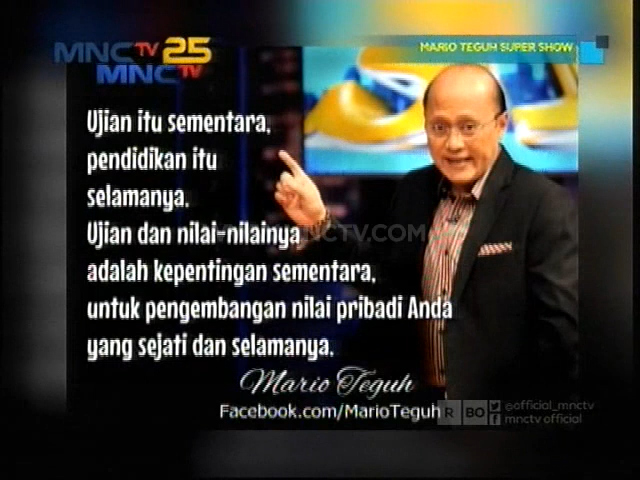 MNCTV 25
MNCTV
MARIO TEGUH SUPER SHOW
Ujian itu sementara,
pendidikan itu
selamanya.
Ujian dan nilai-nilainya
adalah kepentingan sementara,
untuk pengembangan nilai pribadi Anda
yang sejati dan selamanya.
Mario Teguh
Facebook.com/MarioTeguh
R BO
@official_mnctv
mnctv official